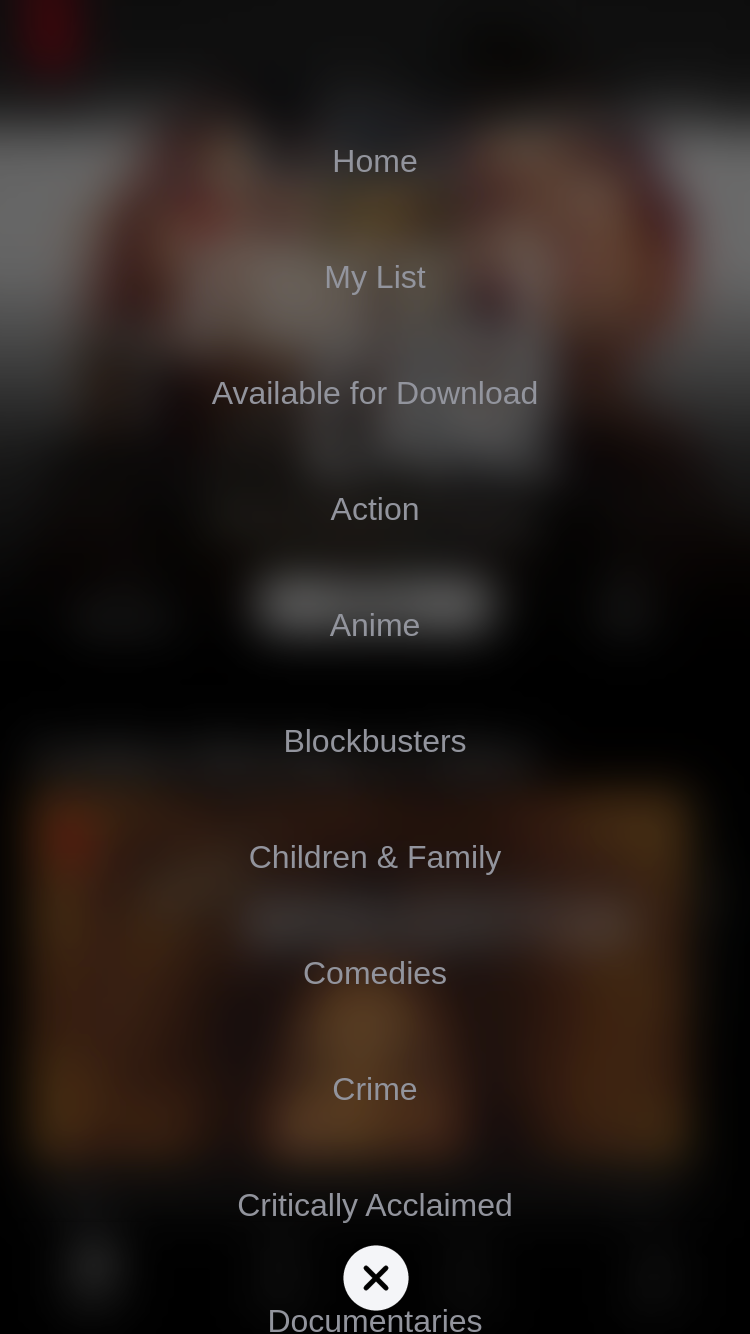 Home
My List
Available for Download
Action
Anime
Blockbusters
Children & Family
Comedies
Crime
Critically Acclaimed
Documentaries